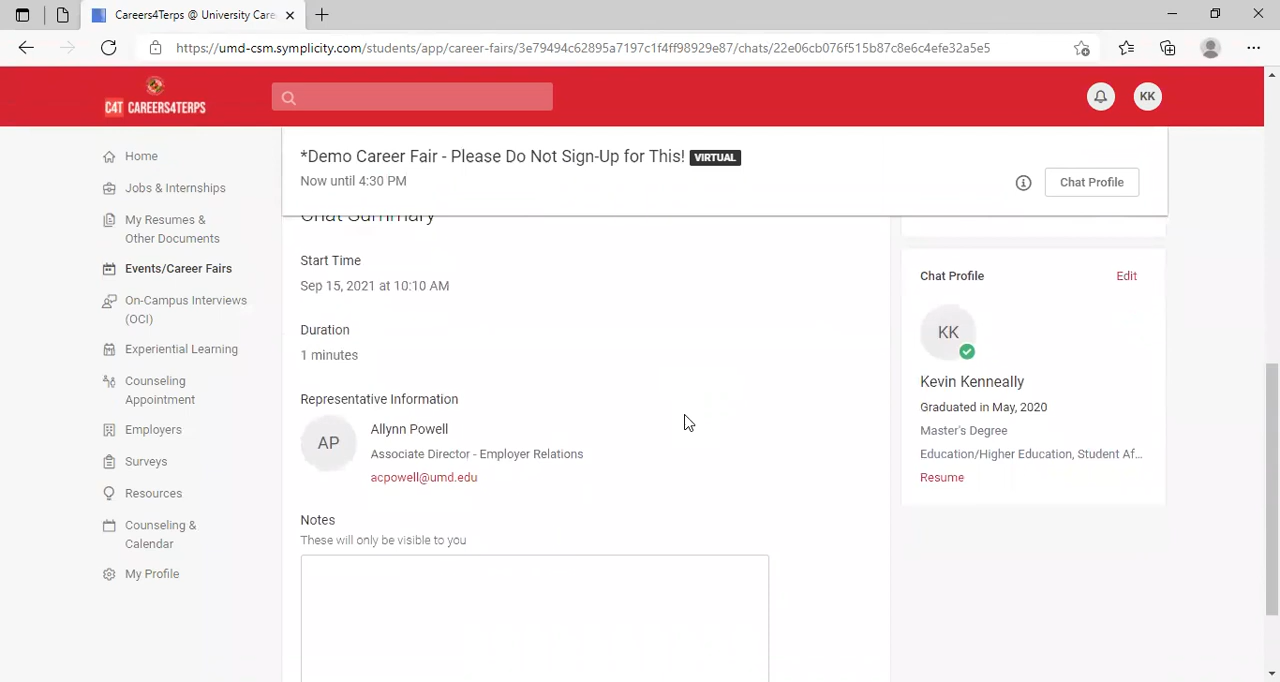 Careers4Terps @ University Care
https://umd-csm.symplicity.com/students/app/career-fairs/3e79494c62895a7197c1f4ff98929e87/chats/22e06cb076f515b87c8e6c4efe32a5e5
C4T CAREERS4TERPS
KK
Home
Jobs & Internships
My Resumes &
Other Documents
Events/Career Fairs
On-Campus Interviews
(OCI)
Experiential Learning
Counseling
Appointment
Employers
Surveys
Resources
Counseling &
Calendar
My Profile
*Demo Career Fair - Please Do Not Sign-Up for This! VIRTUAL
Now until 4:30 PM
Chat Profile
Chat Summary
Start Time
Sep 15, 2021 at 10:10 AM
Duration
1 minutes
Representative Information
AP
Allynn Powell
Associate Director - Employer Relations
acpowell@umd.edu
Notes
These will only be visible to you
Chat Profile
Edit
KK
Kevin Kenneally
Graduated in May, 2020
Master's Degree
Education/Higher Education, Student Af...
Resume